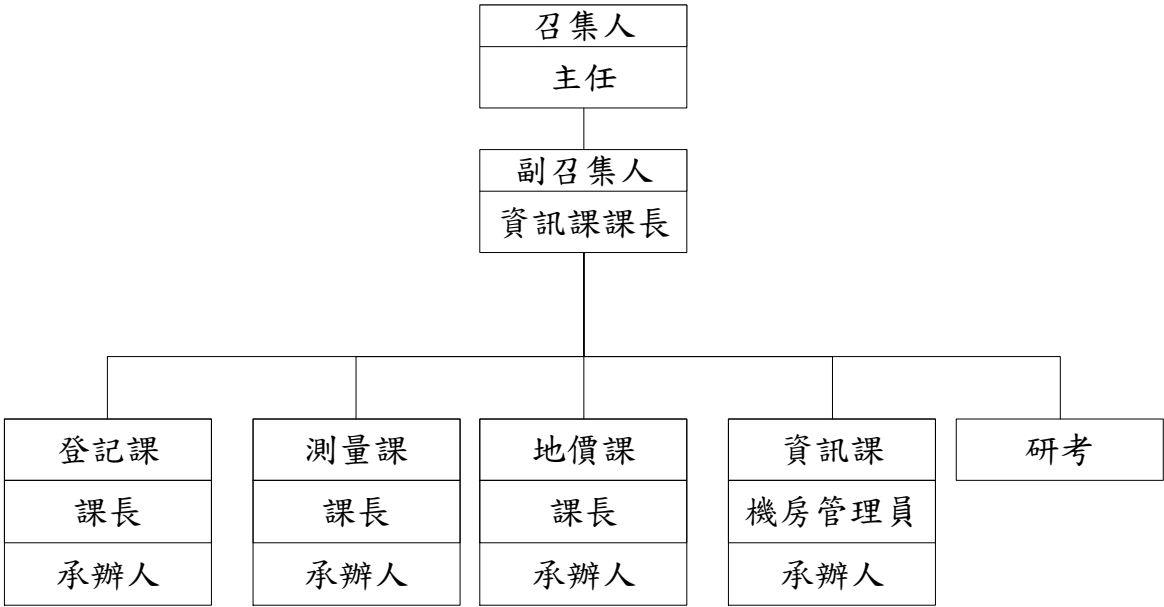 召集人
主任
副召集人
資訊課課長
登記課
課長
承辦人
測量課
課長
承辦人
地價課
課長
承辦人
資訊課
機房管理員
承辦人
研考